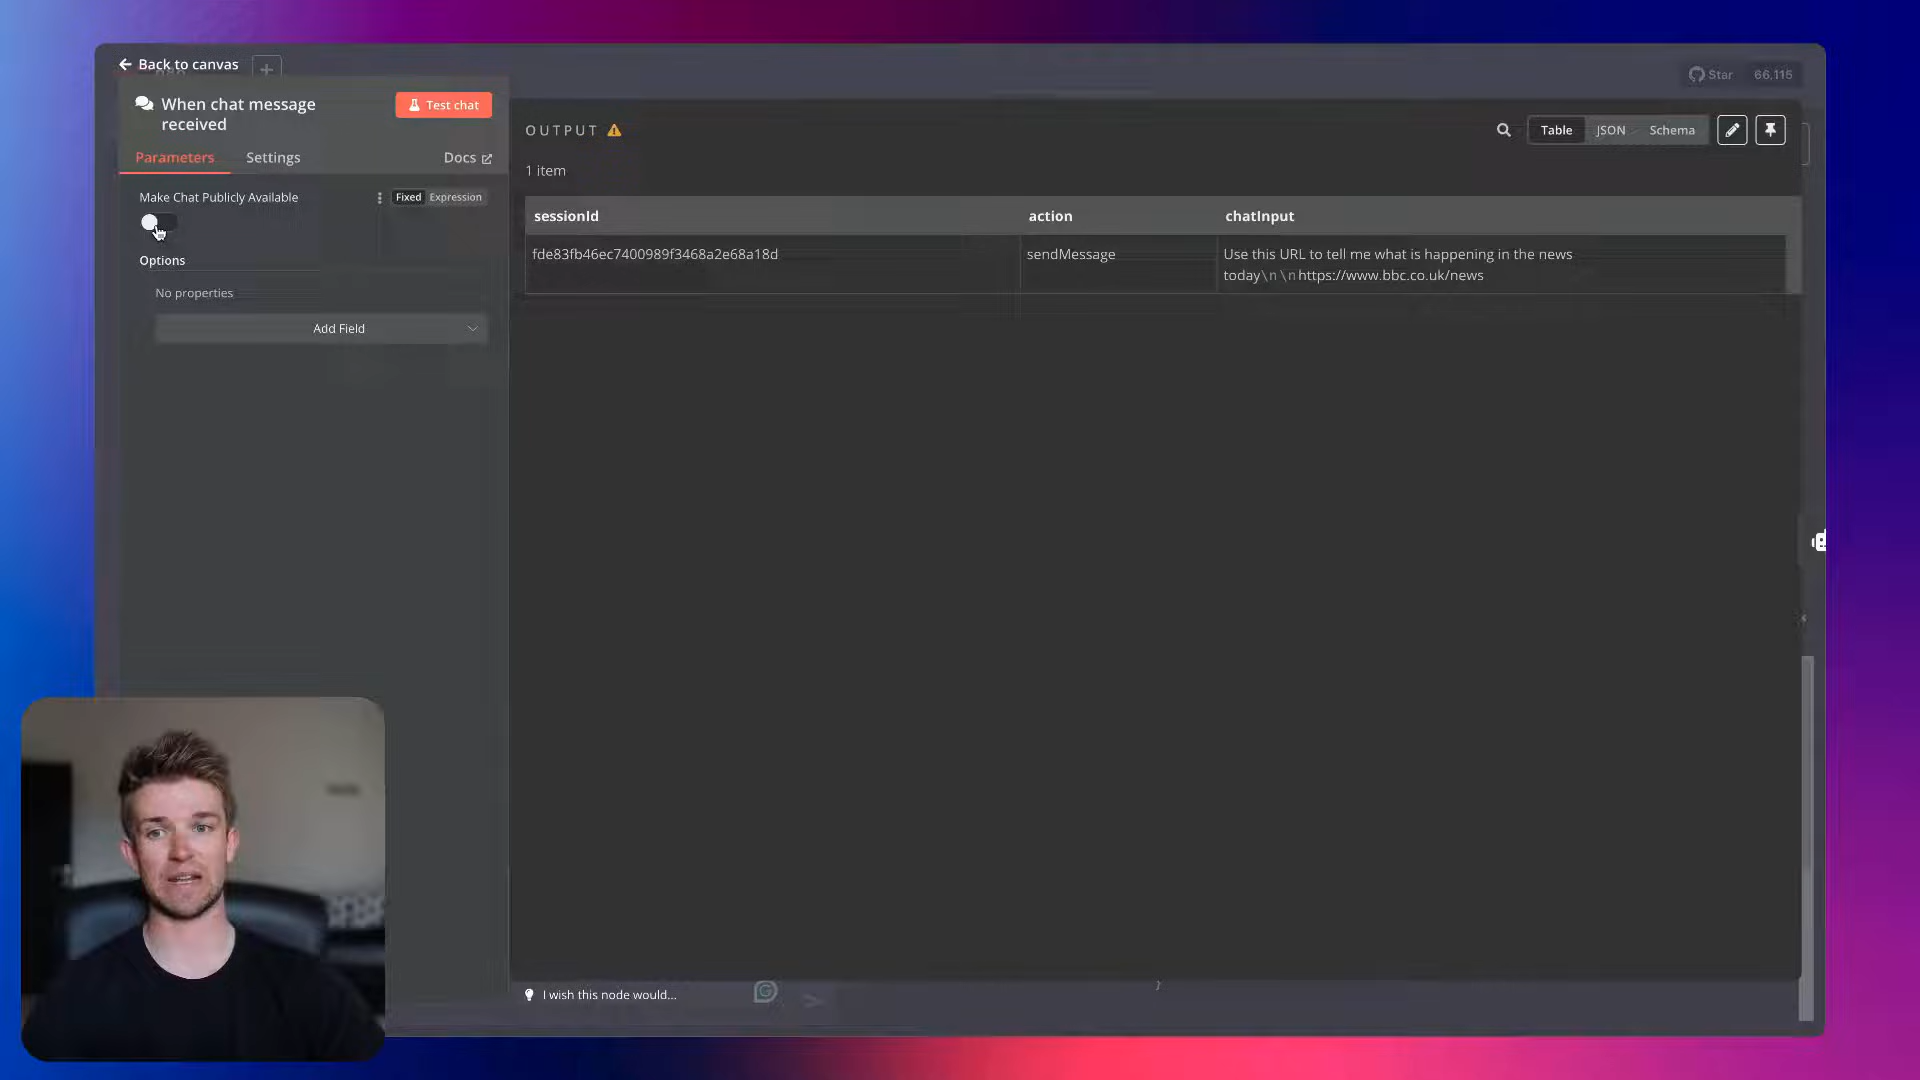 Back to canvas
Star 66,115
When chat message
received
Test chat
Parameters
Settings
Docs
Make Chat Publicly Available
Fixed Expression
Options
No properties
Add Field
OUTPUT
Table
JSON
Schema
1 item
sessionId
action
chatInput
fde83fb46ec7400989f3468a2e68a18d
sendMessage
Use this URL to tell me what is happening in the news
today\n\nhttps://www.bbc.co.uk/news
I wish this node would...
}